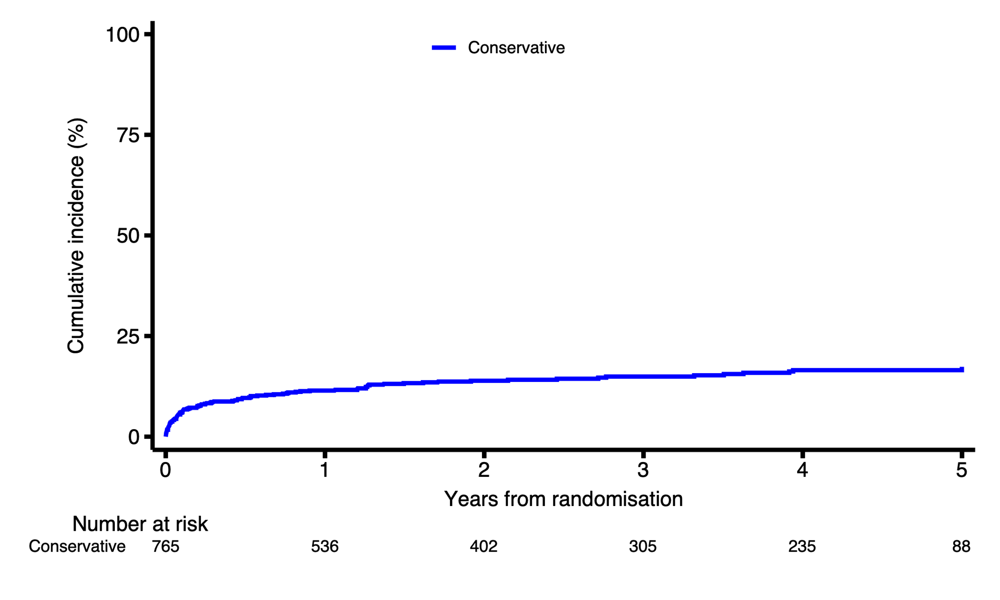 Conservative
Cumulative incidence (%)
100
75
50
25
0
0 1 2 3 4 5
Years from randomisation
Number at risk
Conservative 765 536 402 305 235 88